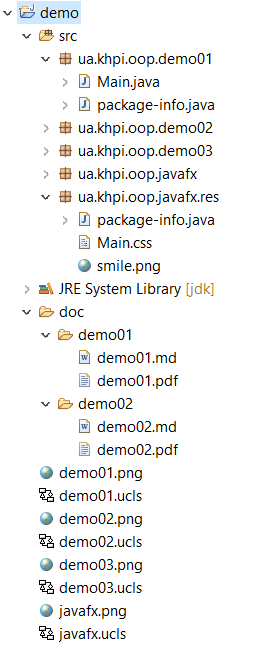 demo
src
ua.khpi.oop.demo01
Main.java
package-info.java
ua.khpi.oop.demo02
ua.khpi.oop.demo03
ua.khpi.oop.javafx
ua.khpi.oop.javafx.res
package-info.java
Main.css
smile.png
JRE System Library [jdk]
doc
demo01
demo01.md
demo01.pdf
demo02
demo02.md
demo02.pdf
demo01.png
demo01.ucls
demo02.png
demo02.ucls
demo03.png
demo03.ucls
javafx.png
javafx.ucls